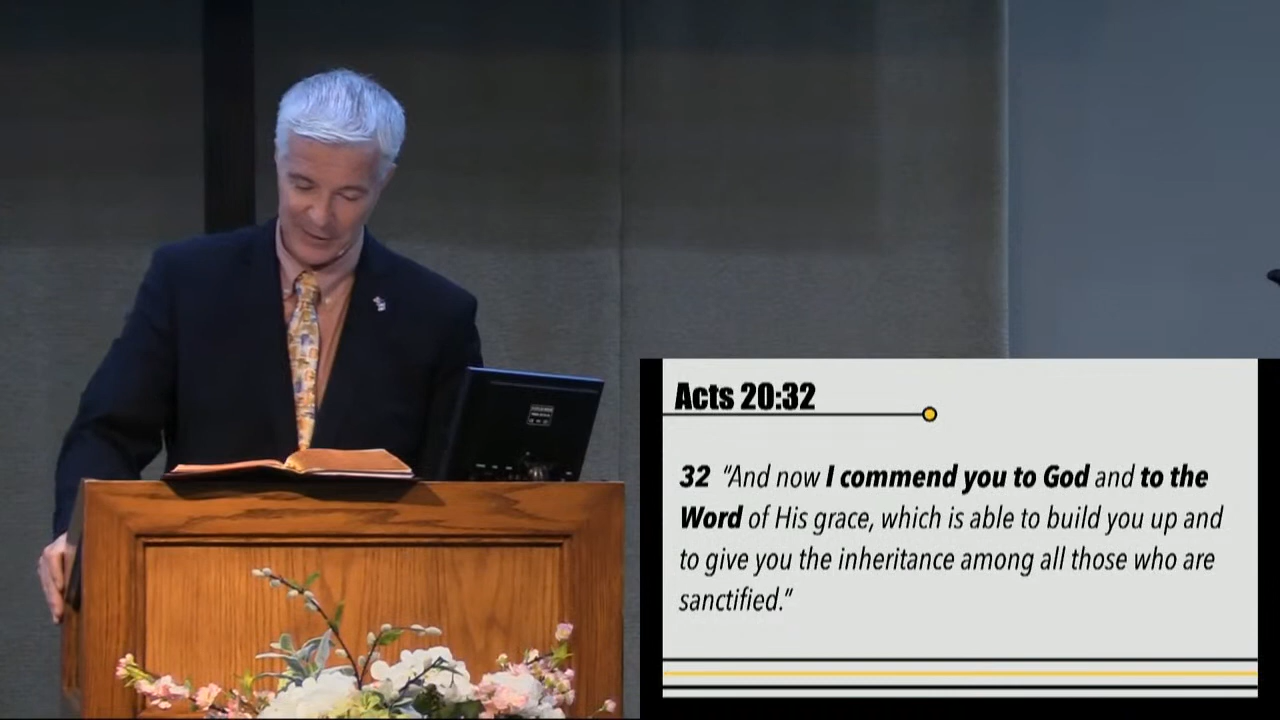 Acts 20:32
32 “And now I commend you to God and to the
Word of His grace, which is able to build you up and
to give you the inheritance among all those who are
sanctified.”